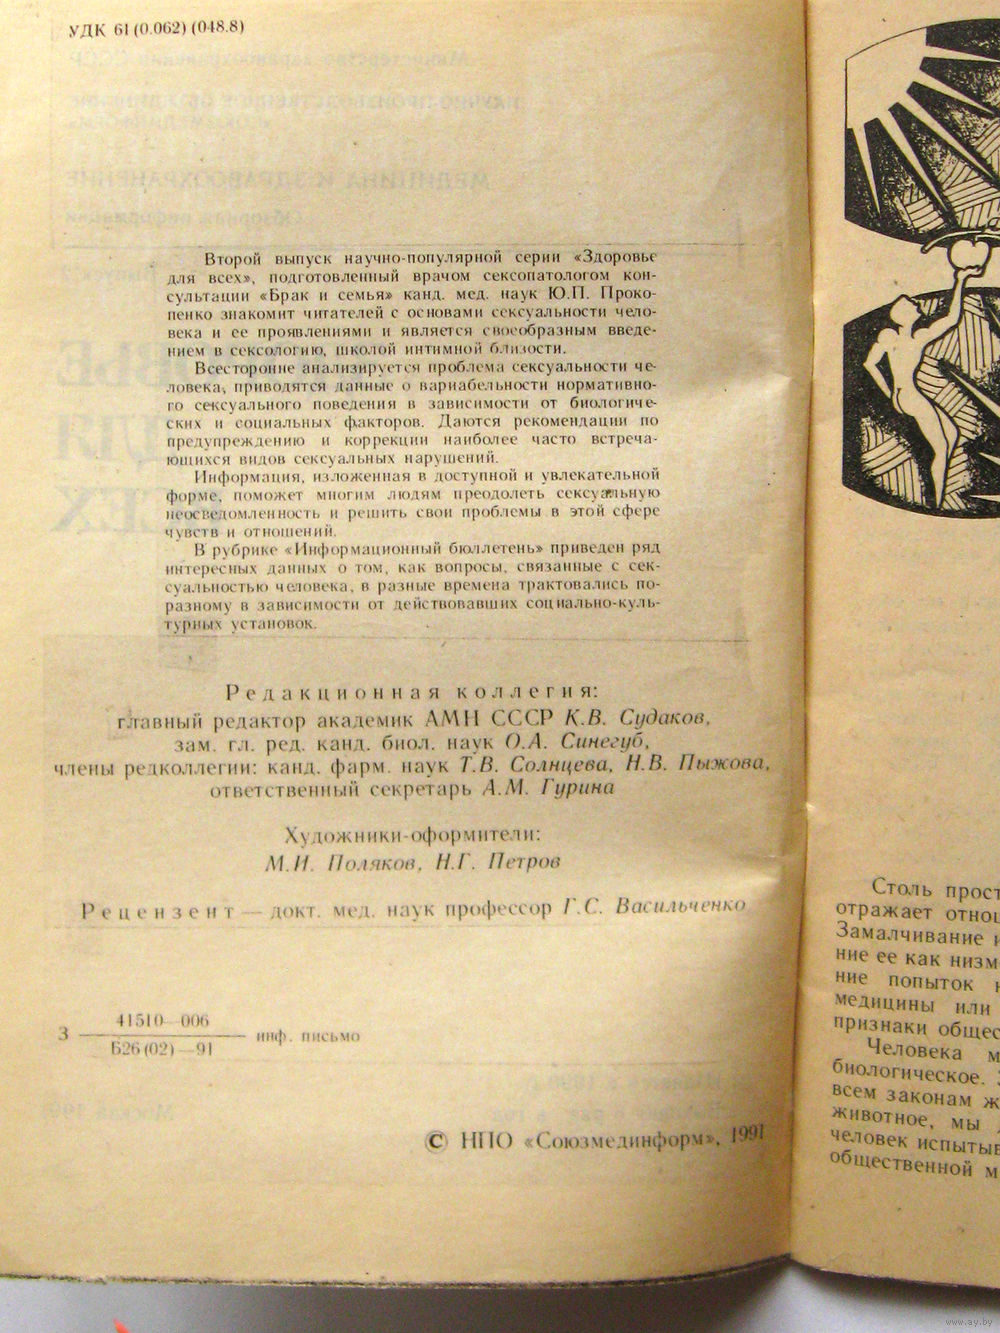 УДК 61 (0.062) (048.8)
Второй выпуск научно-популярной серии «Здоровье
для всех», подготовленный врачом сексопатологом кон-
сультации «Брак и семья» канд. мед. наук Ю.П. Проко-
пенко знакомит читателей с основами сексуальности чело-
века и ее проявлениями и является своеобразным введе-
нием в сексологию, школой интимной близости.
Всесторонне анализируется проблема сексуальности че-
ловека, приводятся данные о вариабельности нормативно-
го сексуального поведения в зависимости от биологиче-
ских и социальных факторов. Даются рекомендации по
предупреждению и коррекции наиболее часто встреча-
ющихся видов сексуальных нарушений.
Информация, изложенная в доступной и увлекательной
форме, поможет многим людям преодолеть сексуальную
неосведомленность и решить свои проблемы в этой сфере
чувств и отношений.
В рубрике «Информационный бюллетень» приведен ряд
интересных данных о том, как вопросы, связанные с сек-
суальностью человека, в разные времена трактовались по-
разному в зависимости от действовавших социально-куль-
турных установок.
Редакционная коллегия:
главный редактор академик АМН СССР К.В. Судаков,
зам. гл. ред. канд. биол. наук О.А. Синегуб,
члены редколлегии: канд. фарм. наук Т.В. Солнцева, Н.В. Пыжова,
ответственный секретарь А.М. Гурина
Художники-оформители:
М.И. Поляков, Н.Г. Петров
Рецензент — докт. мед. наук профессор Г.С. Васильченко
41510—006
З инф. письмо
Б26(02)—91
© НПО «Союзмединформ», 1991
Столь прост
отражает отнош
Замалчивание и
ние ее как низм
ние попыток
медицины или
признаки общес
Человека м
биологическое.
всем законам ж
животное, мы
человек испытыв
общественной м
www.ay.by